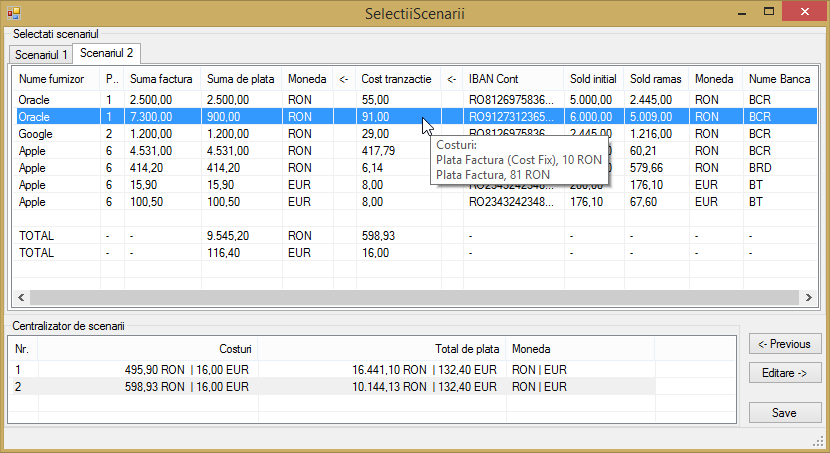 SelectiiScenarii
Selectati scenariul
Scenariul 1 Scenariul 2
Nume furnizor P.. Suma factura Suma de plata Moneda <- Cost tranzactie <- IBAN Cont Sold initial Sold ramas Moneda Nume Banca
Oracle 1 2.500,00 2.500,00 RON 55,00 RO8126975836... 5.000,00 2.445,00 RON BCR
Oracle 1 7.300,00 900,00 RON 91,00 RO9127312365... 6.000,00 5.009,00 RON BCR
Google 2 1.200,00 1.200,00 RON 29,00 RO8126975836... 2.445,00 1.216,00 RON BCR
Apple 6 4.531,00 4.531,00 RON 417,79 60,21 RON BCR
Apple 6 414,20 414,20 RON 6,14 579,66 RON BRD
Apple 6 15,90 15,90 EUR 8,00 RO2343242348... 200,00 176,10 EUR BT
Apple 6 100,50 100,50 EUR 8,00 RO2343242348... 176,10 67,60 EUR BT
Costuri:
Plata Factura (Cost Fix), 10 RON
Plata Factura, 81 RON
TOTAL - - 9.545,20 RON 598,93 - - - - -
TOTAL - - 116,40 EUR 16,00 - - - - -
Centralizator de scenarii
Nr. Costuri Total de plata Moneda
1 495,90 RON | 16,00 EUR 16.441,10 RON | 132,40 EUR RON | EUR
2 598,93 RON | 16,00 EUR 10.144,13 RON | 132,40 EUR RON | EUR
<- Previous
Editare ->
Save